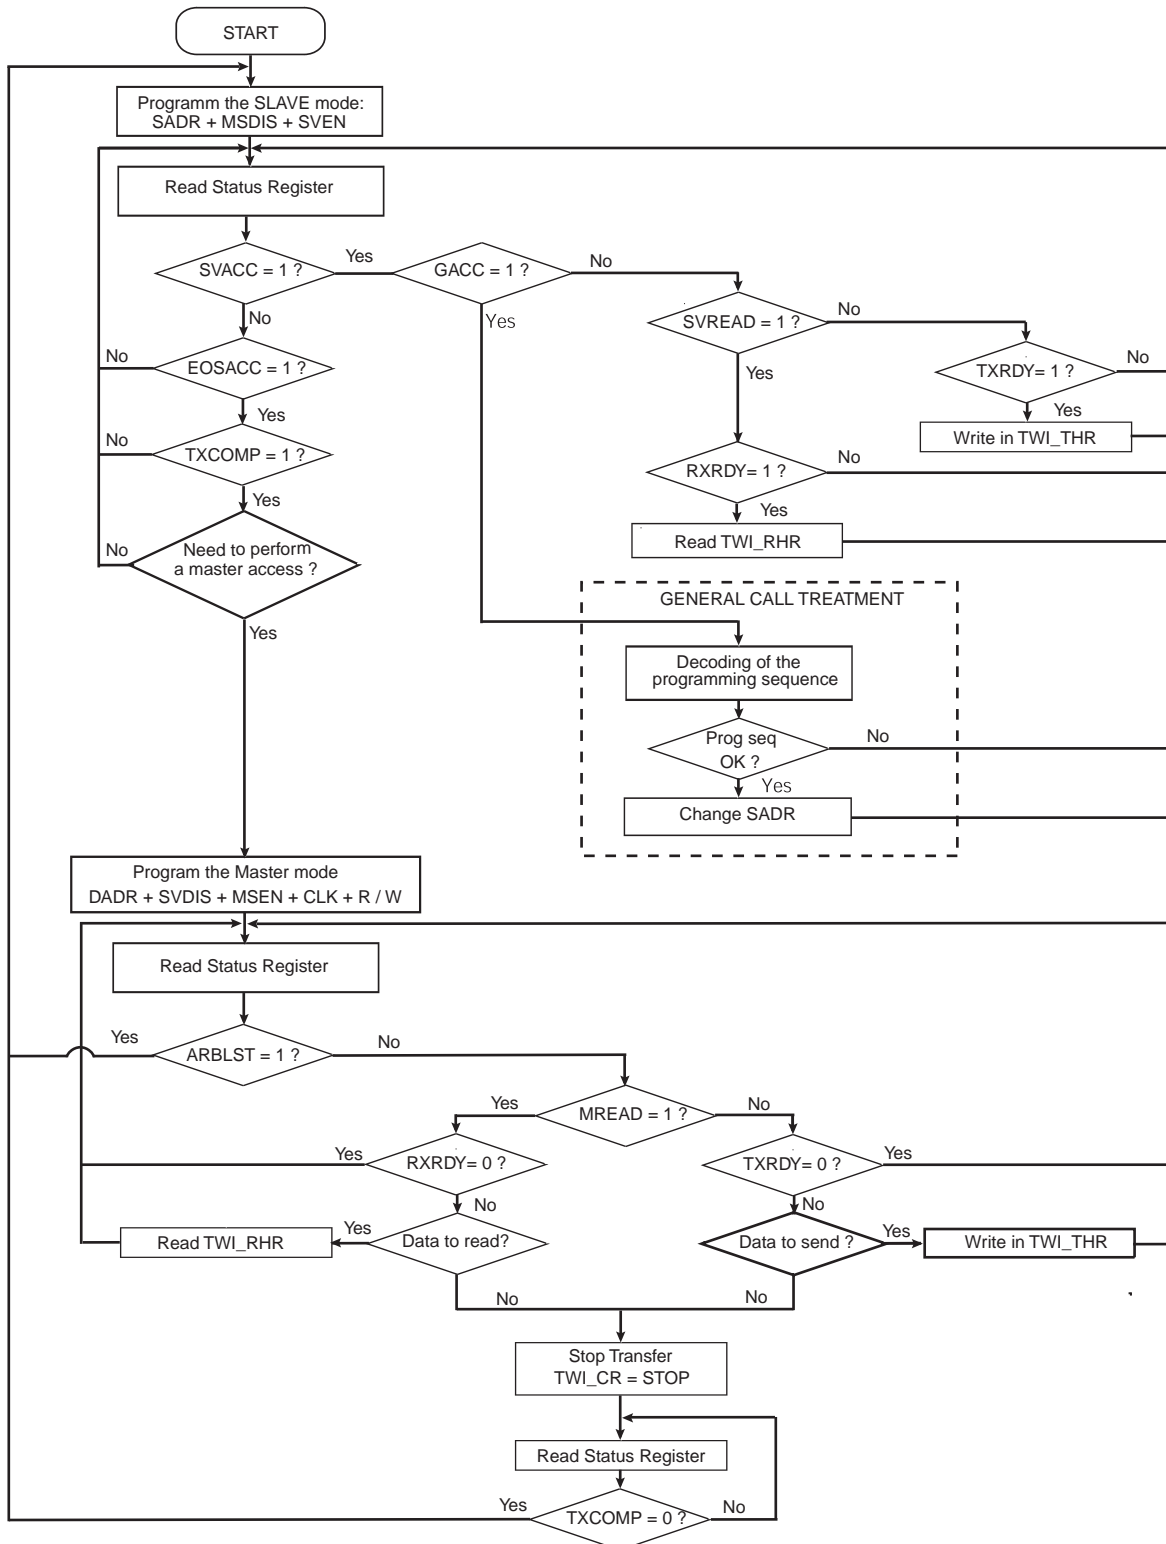 START
Programm the SLAVE mode:
SADR + MSDIS + SVEN
Read Status Register
SVACC = 1 ?
Yes
GACC = 1 ?
No
SVREAD = 1 ?
No
No
Yes
Yes
TXRDY= 1 ?
No
No
EOSACC = 1 ?
Yes
Yes
Write in TWI_THR
No
TXCOMP = 1 ?
RXRDY= 1 ?
No
Yes
Yes
Read TWI_RHR
No
Need to perform
a master access ?
Yes
GENERAL CALL TREATMENT
Decoding of the
programming sequence
Prog seq
OK ?
No
Yes
Change SADR
Program the Master mode
DADR + SVDIS + MSEN + CLK + R / W
Read Status Register
Yes
ARBLST = 1 ?
No
Yes
MREAD = 1 ?
No
Yes
RXRDY= 0 ?
TXRDY= 0 ?
Yes
No
No
Read TWI_RHR
Yes
Data to read?
Data to send ?
Yes
Write in TWI_THR
No
No
Stop Transfer
TWI_CR = STOP
Read Status Register
Yes
TXCOMP = 0 ?
No